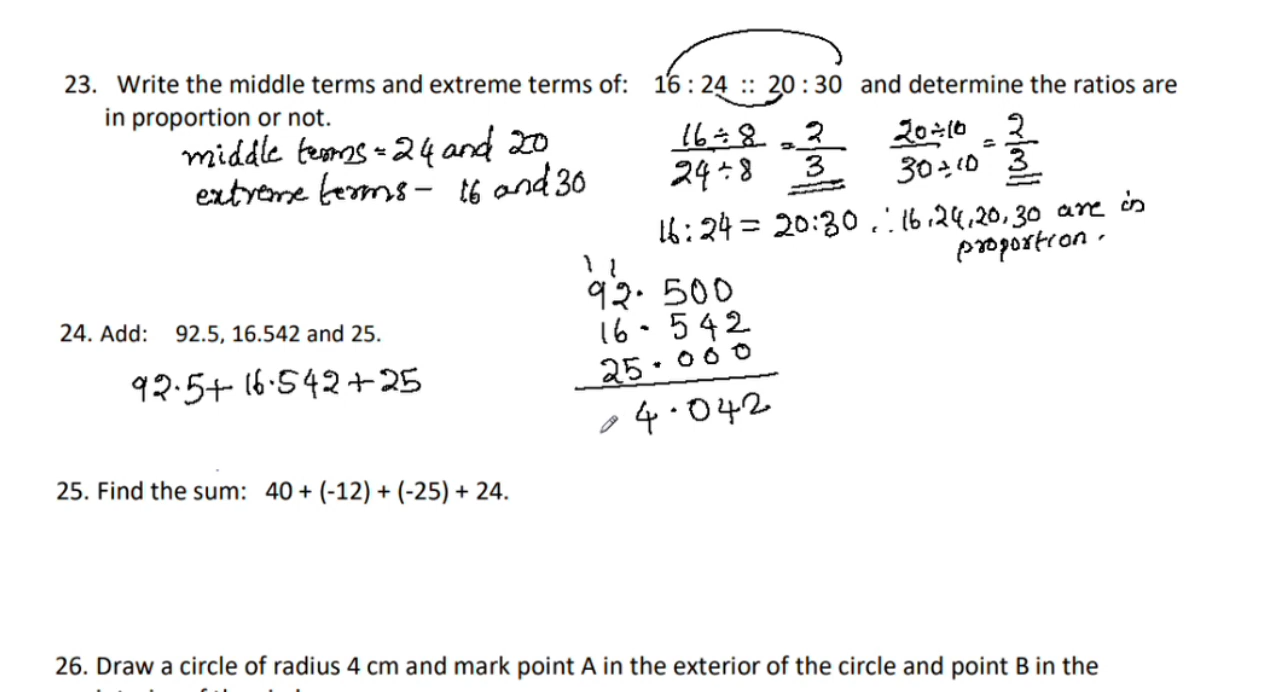 23. Write the middle terms and extreme terms of: 16 : 24 :: 20 : 30 and determine the ratios are
in proportion or not.
middle terms = 24 and 20
extreme terms - 16 and 30
16÷8 / 24÷8 = 2/3   20÷10 / 30÷10 = 2/3
16:24 = 20:30 ∴ 16,24,20,30 are in
proportion.
1 1
92.500
16.542
25.000
4.042
24. Add: 92.5, 16.542 and 25.
92.5+16.542+25
25. Find the sum: 40 + (-12) + (-25) + 24.
26. Draw a circle of radius 4 cm and mark point A in the exterior of the circle and point B in the